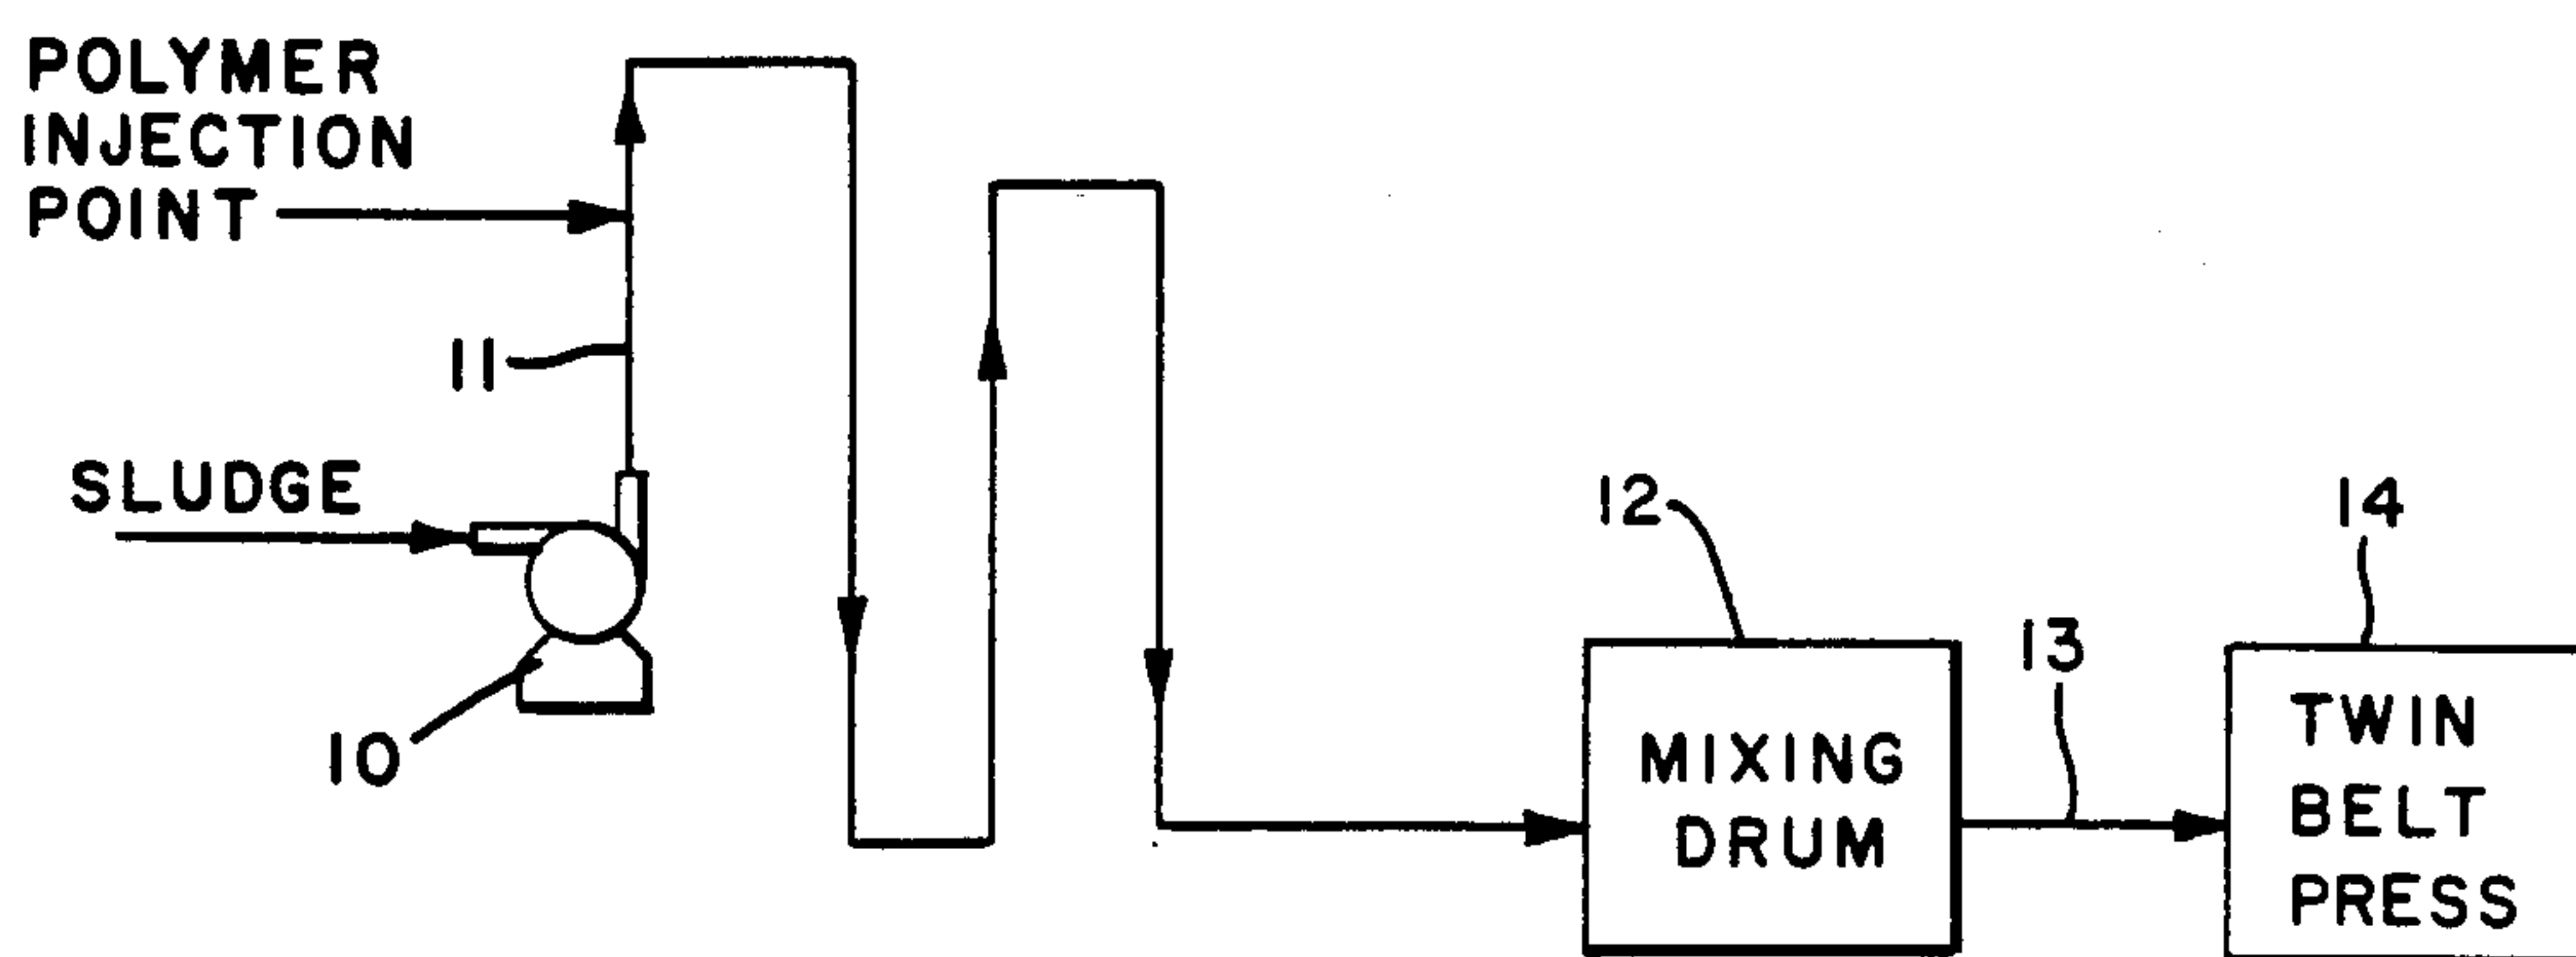 POLYMER
INJECTION
POINT
11
SLUDGE
10
12
MIXING
DRUM
13
14
TWIN
BELT
PRESS